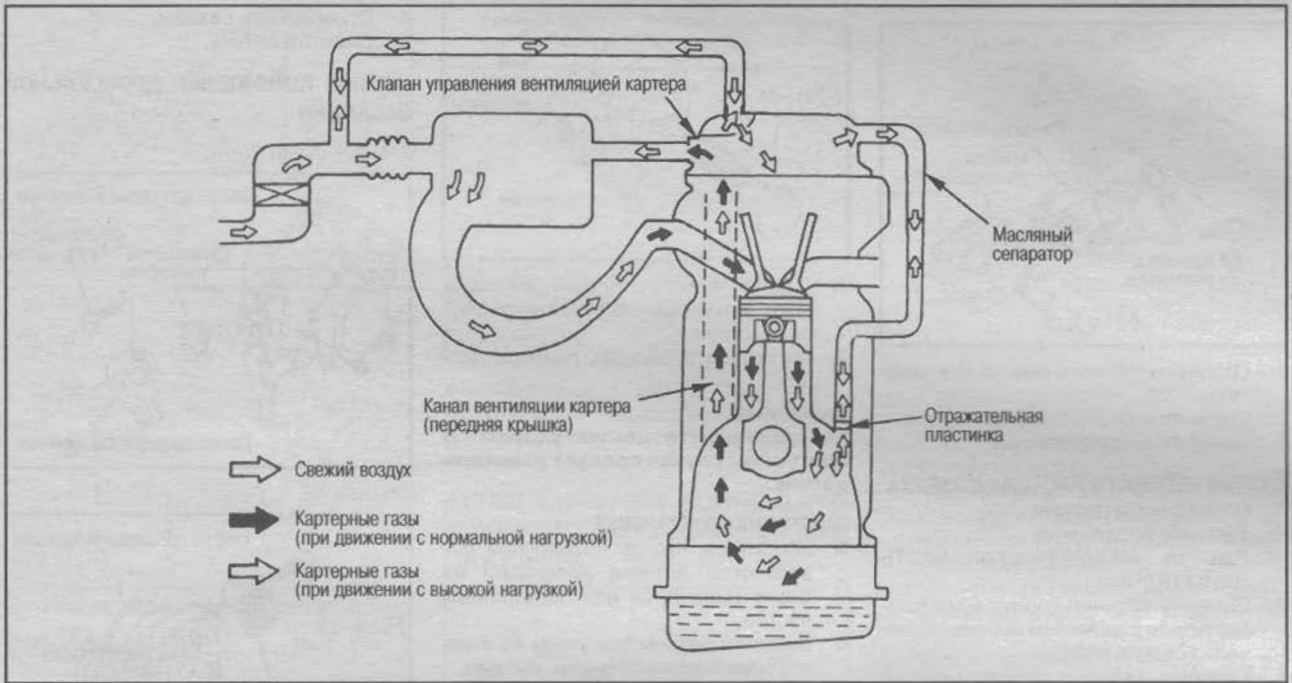 Клапан управления вентиляцией картера
Масляный
сепаратор
Канал вентиляции картера
(передняя крышка)
Отражательная
пластинка
Свежий воздух
Картерные газы
(при движении с нормальной нагрузкой)
Картерные газы
(при движении с высокой нагрузкой)